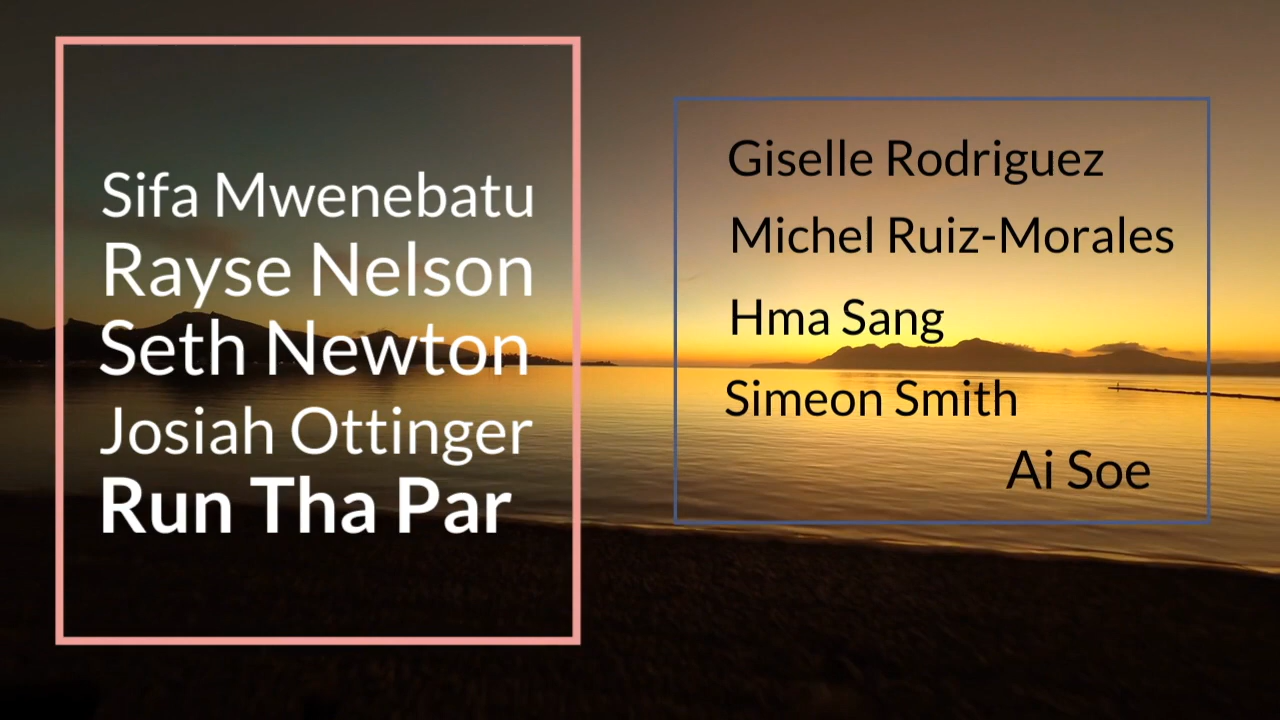 Sifa Mwenebatu
Rayse Nelson
Seth Newton
Josiah Ottinger
Run Tha Par
Giselle Rodriguez
Michel Ruiz-Morales
Hma Sang
Simeon Smith
Ai Soe